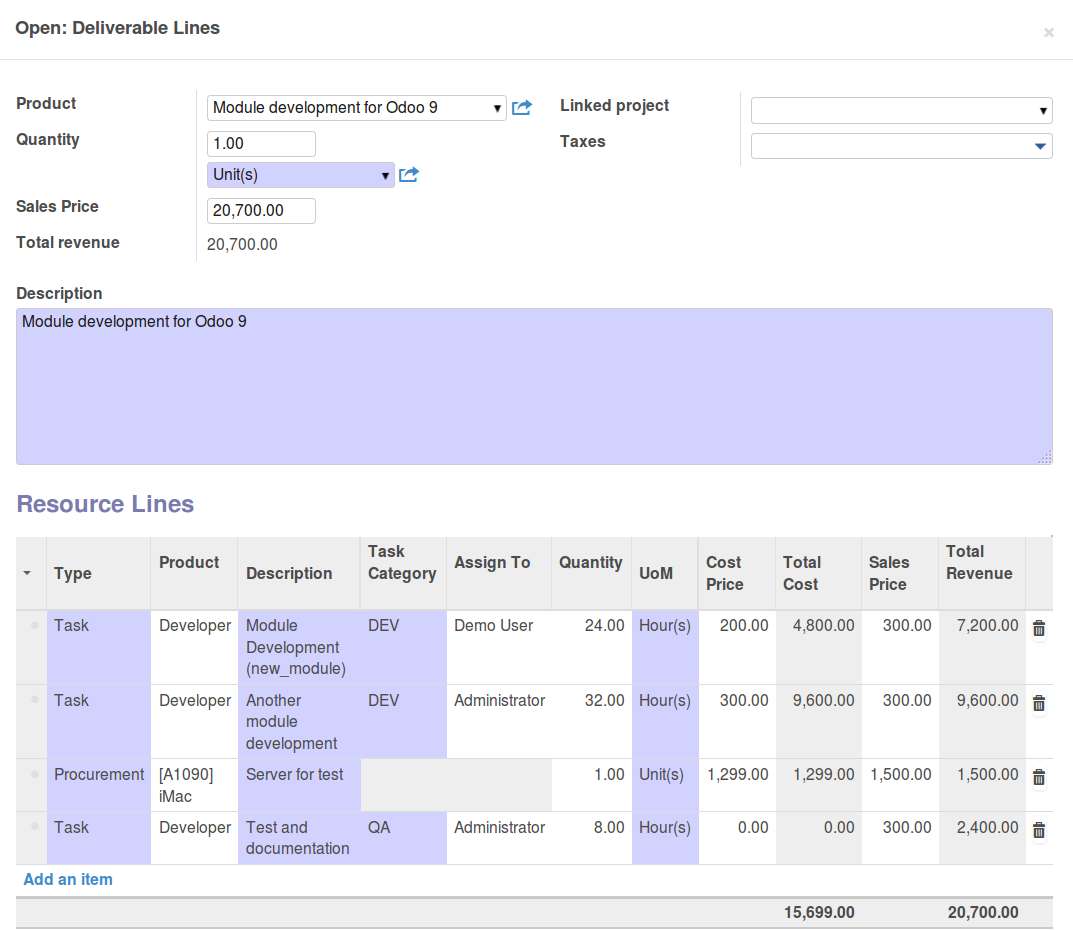 Open: Deliverable Lines
×
Product
Module development for Odoo 9
Linked project
Quantity
1.00
Taxes
Unit(s)
Sales Price
20,700.00
Total revenue
20,700.00
Description
Module development for Odoo 9
Resource Lines
Type Product Description Task Category Assign To Quantity UoM Cost Price Total Cost Sales Price Total Revenue
Task Developer Module Development (new_module) DEV Demo User 24.00 Hour(s) 200.00 4,800.00 300.00 7,200.00
Task Developer Another module development DEV Administrator 32.00 Hour(s) 300.00 9,600.00 300.00 9,600.00
Procurement [A1090] iMac Server for test 1.00 Unit(s) 1,299.00 1,299.00 1,500.00 1,500.00
Task Developer Test and documentation QA Administrator 8.00 Hour(s) 0.00 0.00 300.00 2,400.00
Add an item
15,699.00 20,700.00